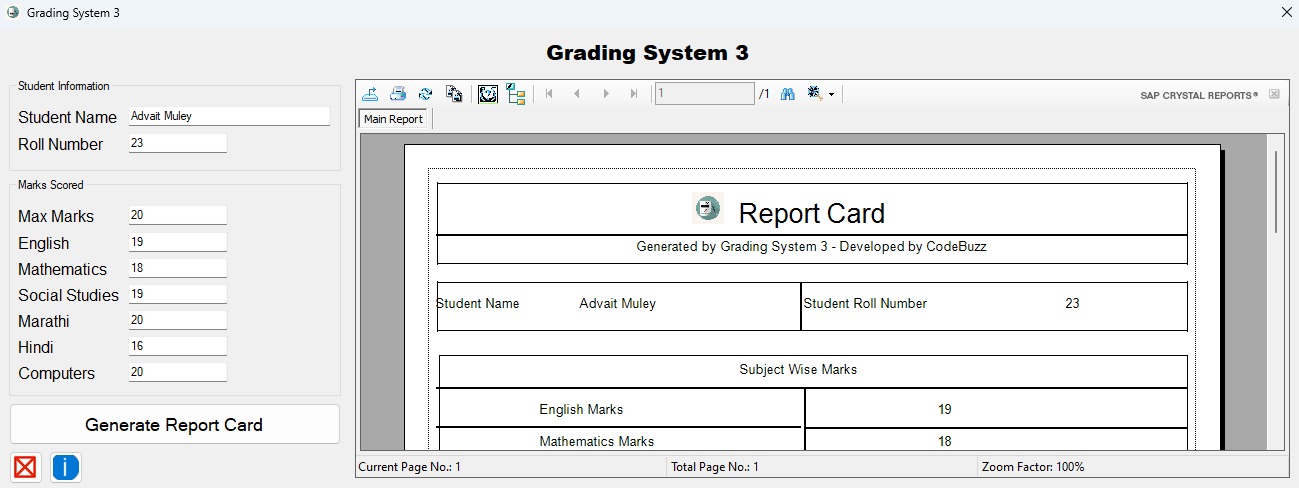 Grading System 3
Grading System 3
Student Information
Student Name Advait Muley
Roll Number 23
Marks Scored
Max Marks 20
English 19
Mathematics 18
Social Studies 19
Marathi 20
Hindi 16
Computers 20
Generate Report Card
1 /1 SAP CRYSTAL REPORTS®
Main Report
Report Card
Generated by Grading System 3 - Developed by CodeBuzz
Student Name Advait Muley Student Roll Number 23
Subject Wise Marks
English Marks 19
Mathematics Marks 18
Current Page No.: 1 Total Page No.: 1 Zoom Factor: 100%